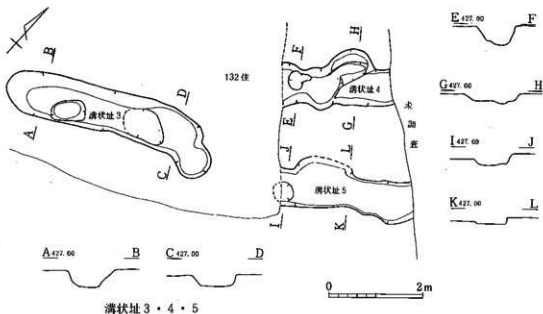 B
A
溝状址3
D
C
132住
F
H
溝状址4
E
G
J
L
未調査
溝状址5
I
K
E 427.00 F
G 427.00 H
I 427.00 J
K 427.00 L
A 427.00 B
C 427.00 D
0 2m
溝状址 3・4・5